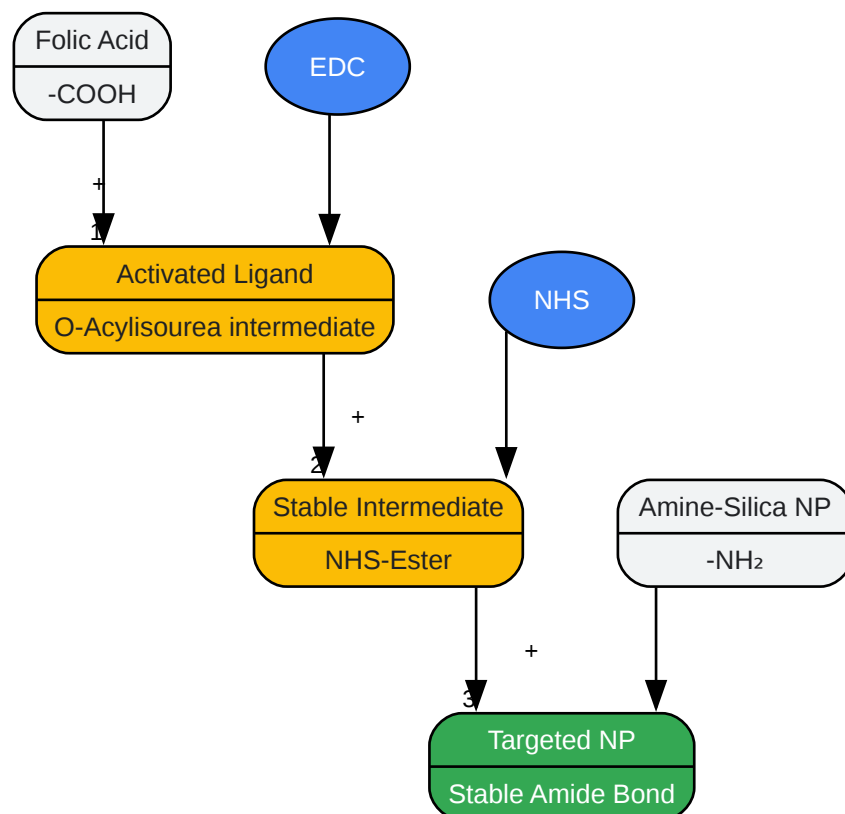 Folic Acid
-COOH
EDC
+
1
Activated Ligand
O-Acylisourea intermediate
NHS
+
2
Stable Intermediate
NHS-Ester
Amine-Silica NP
-NH₂
+
3
Targeted NP
Stable Amide Bond